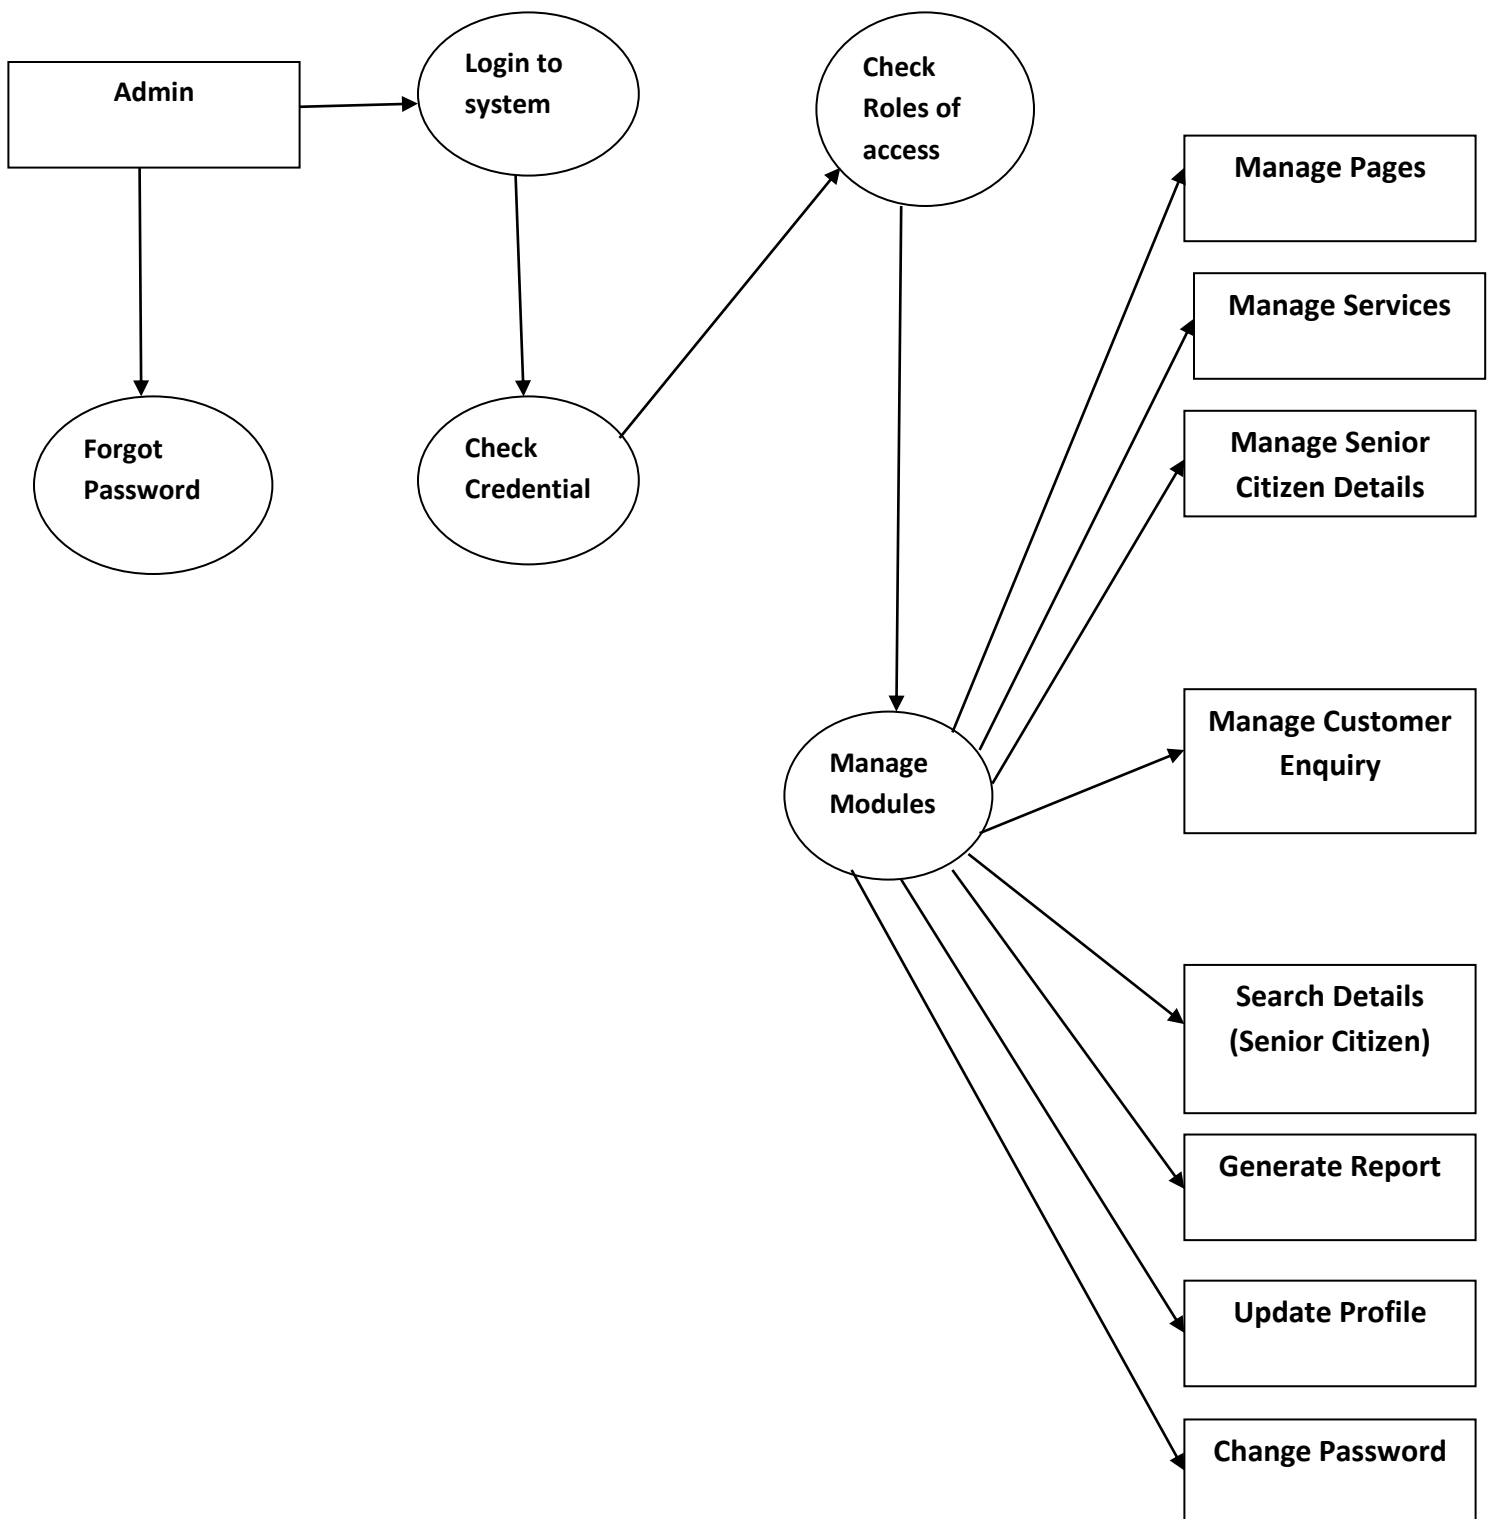 Admin
Login to
system
Check
Roles of
access
Manage Pages
Manage Services
Manage Senior
Citizen Details
Forgot
Password
Check
Credential
Manage Customer
Enquiry
Manage
Modules
Search Details
(Senior Citizen)
Generate Report
Update Profile
Change Password